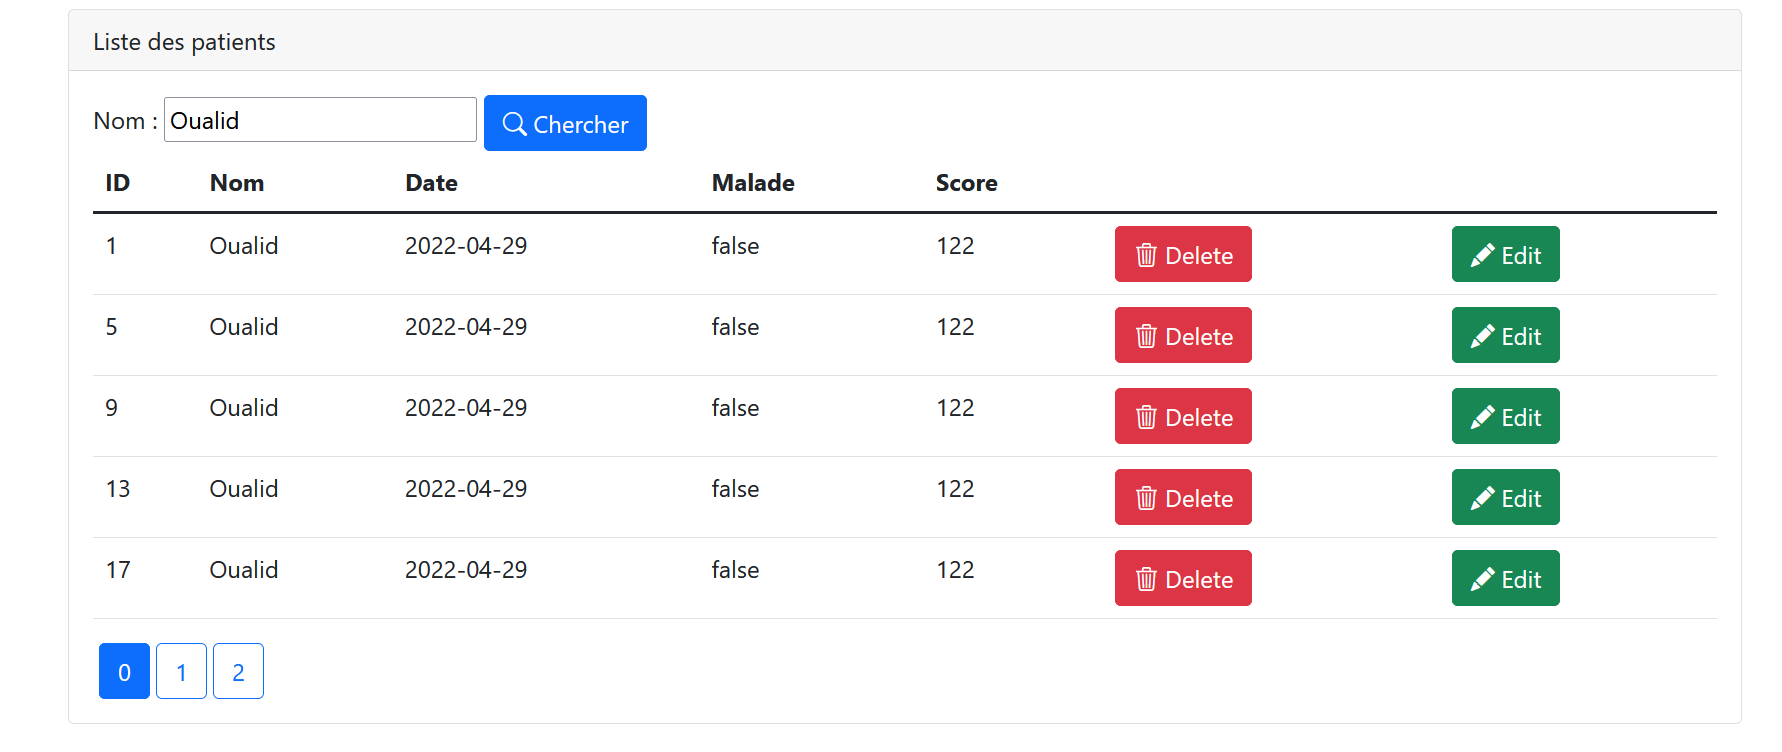 Liste des patients
Nom : Oualid Chercher
ID Nom Date Malade Score
1 Oualid 2022-04-29 false 122 Delete Edit
5 Oualid 2022-04-29 false 122 Delete Edit
9 Oualid 2022-04-29 false 122 Delete Edit
13 Oualid 2022-04-29 false 122 Delete Edit
17 Oualid 2022-04-29 false 122 Delete Edit
0 1 2